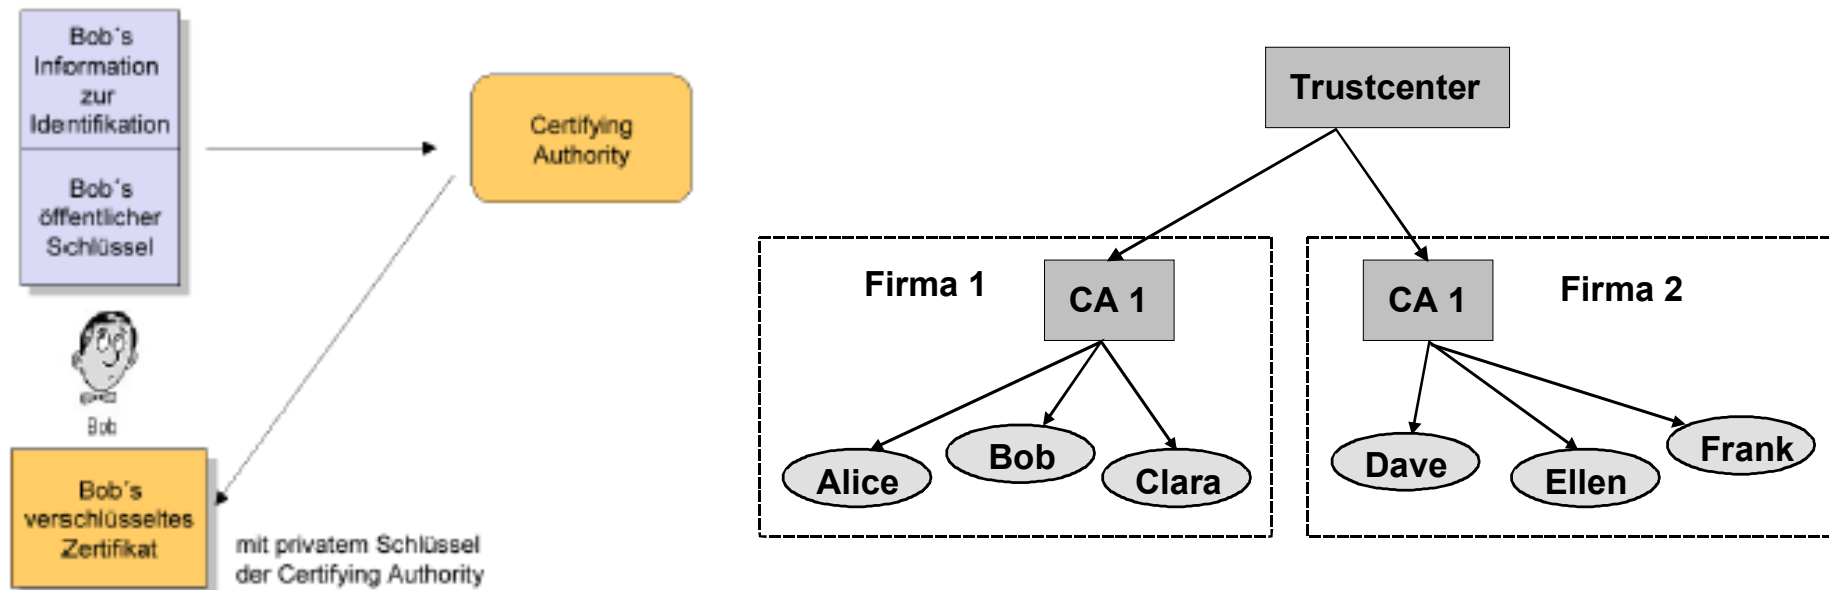 Bob´s
Information
zur
Identifikation
Bob´s
öffentlicher
Schlüssel
Bob
Bob´s
verschlüsseltes
Zertifikat
mit privatem Schlüssel
der Certifying Authority
Certifying
Authority
Trustcenter
Firma 1
CA 1
Alice
Bob
Clara
CA 1
Firma 2
Dave
Ellen
Frank